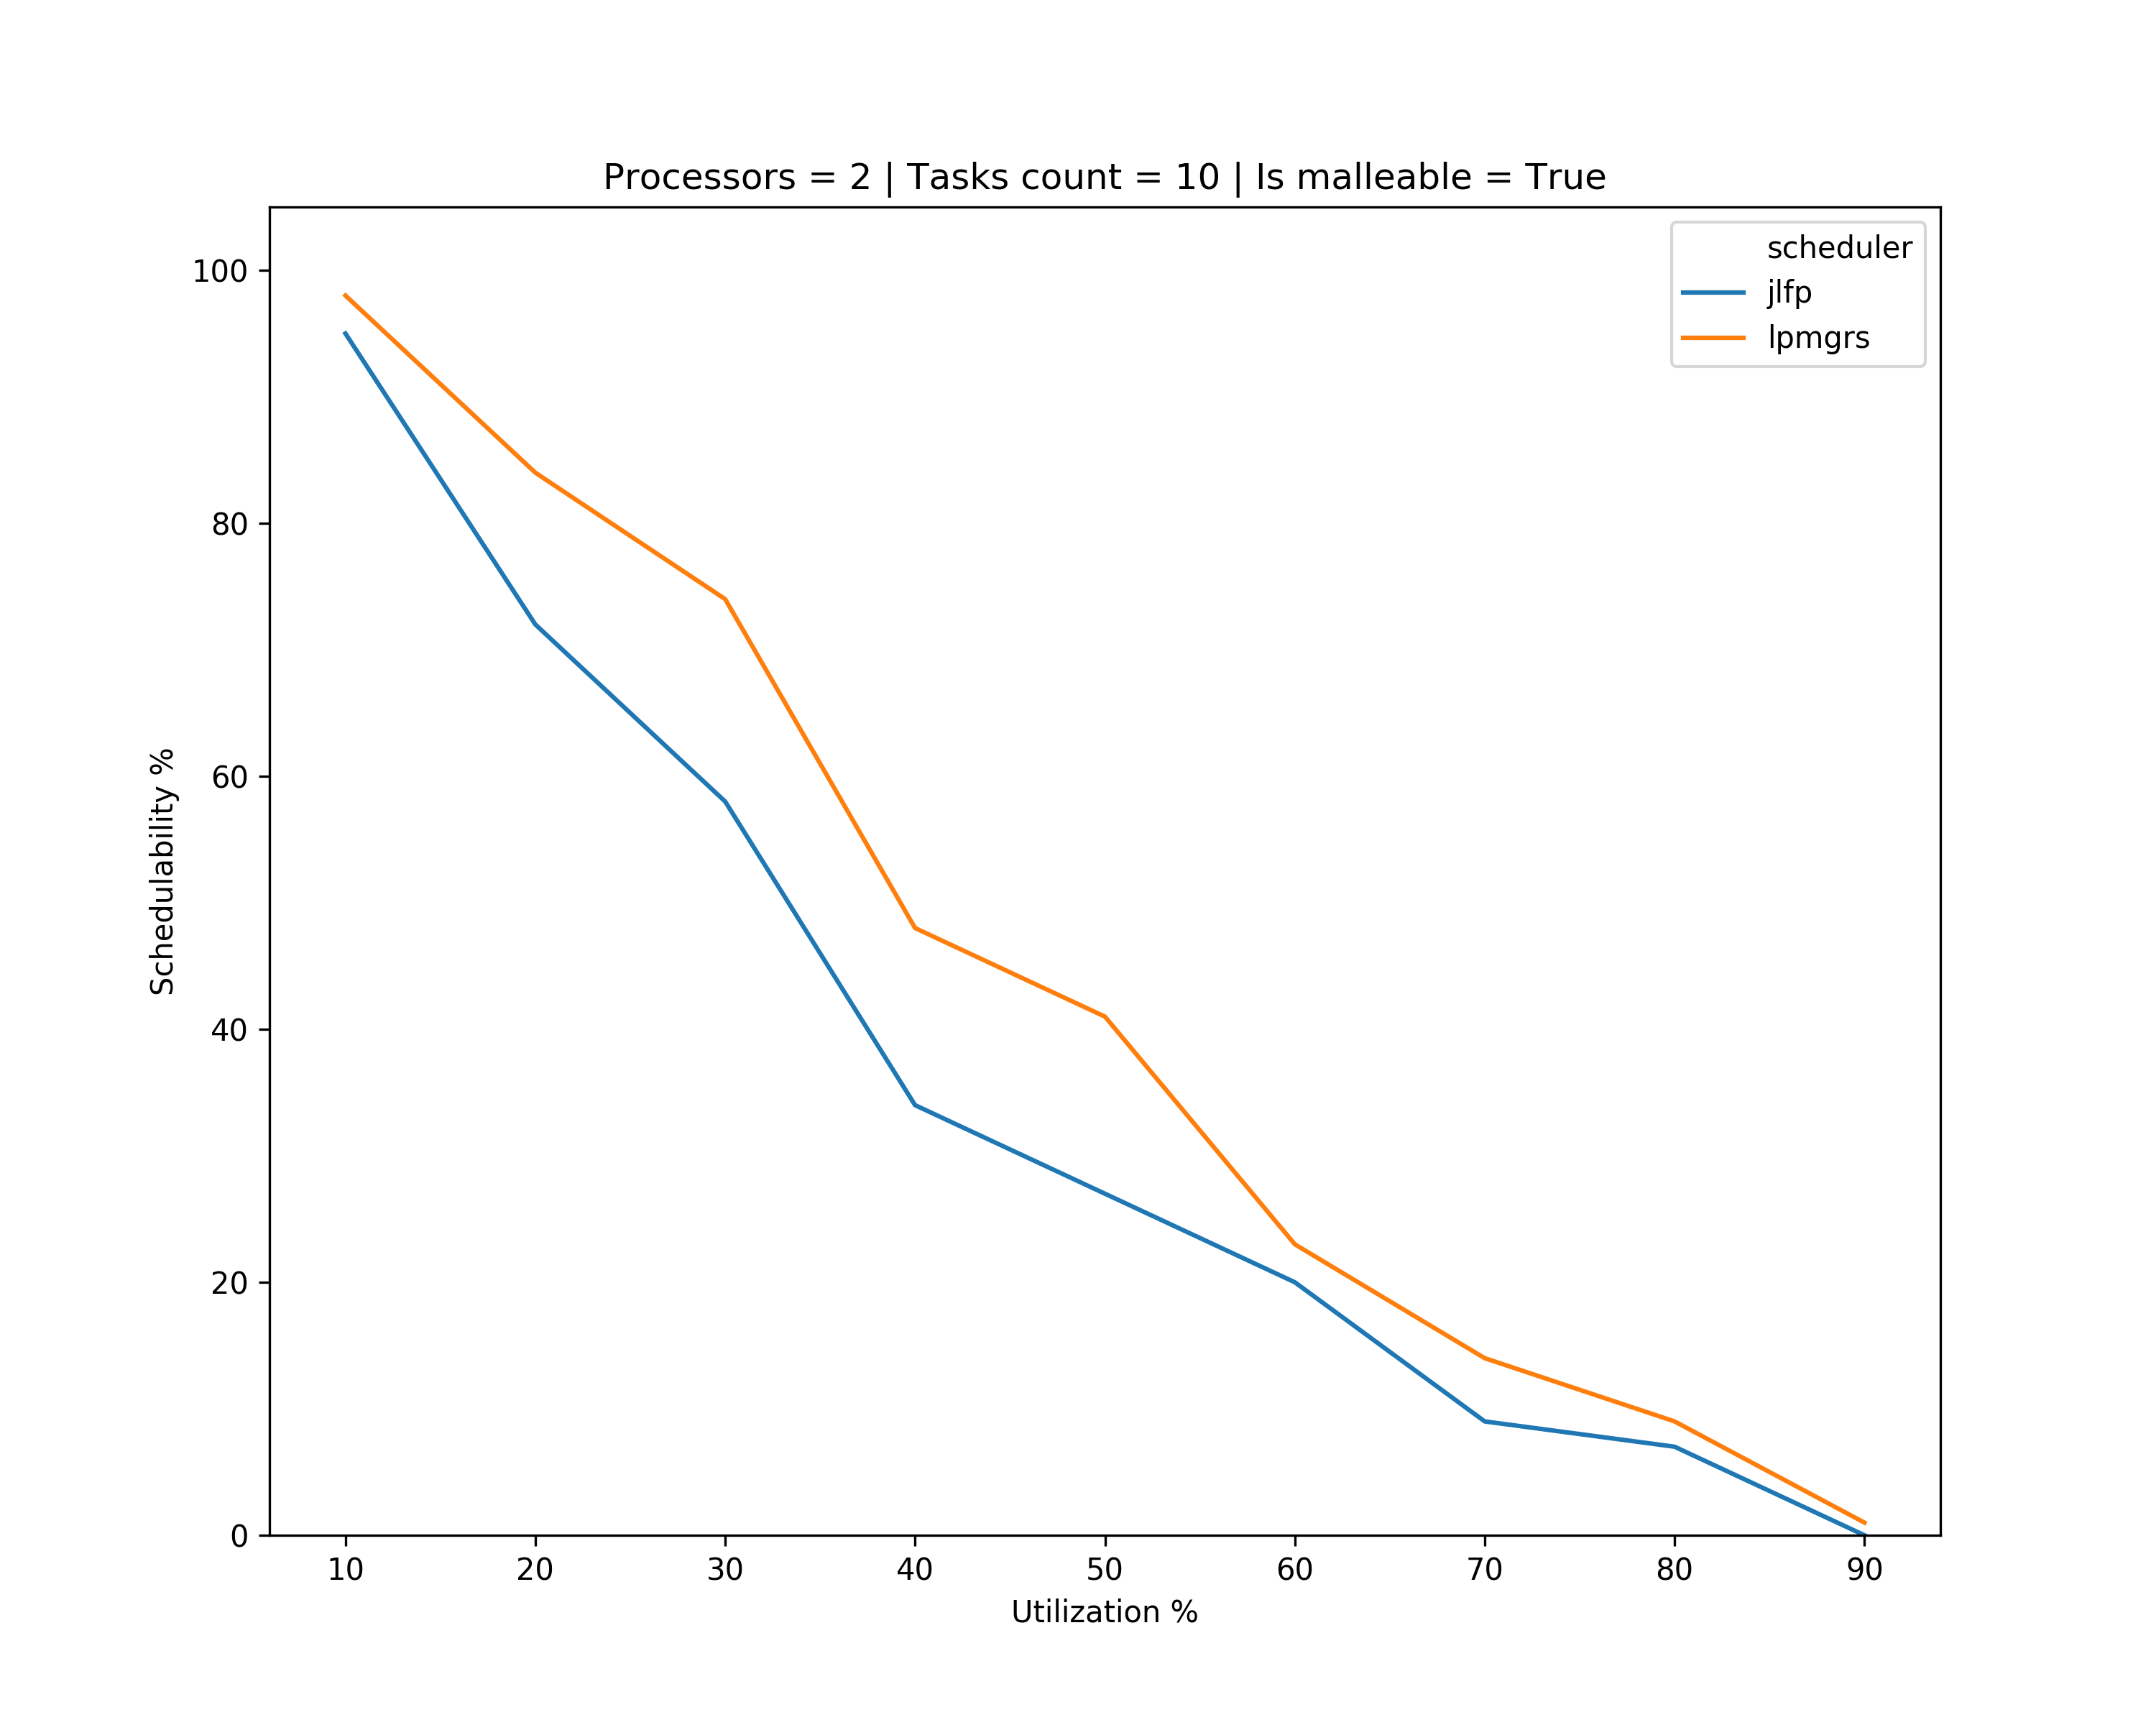 Processors = 2 | Tasks count = 10 | Is malleable = True
scheduler
jlfp
lpmgrs
Schedulability %
100
80
60
40
20
0
10 20 30 40 50 60 70 80 90
Utilization %